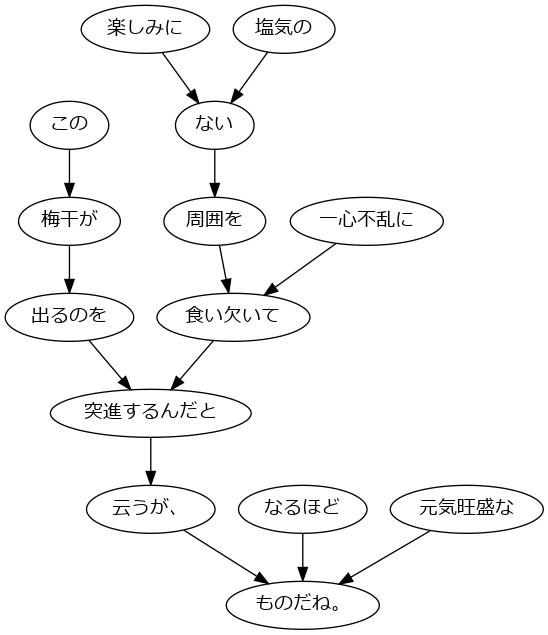 楽しみに
塩気の
この
ない
梅干が
周囲を
一心不乱に
出るのを
食い欠いて
突進するんだと
云うが、
なるほど
元気旺盛な
ものだね。